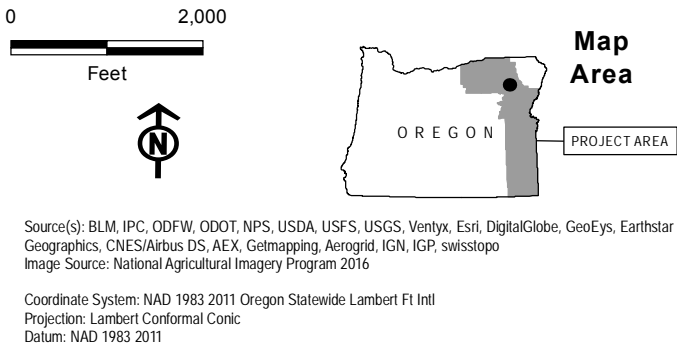 0 2,000
Feet
N
Map
Area
OREGON
PROJECT AREA
Source(s): BLM, IPC, ODFW, ODOT, NPS, USDA, USFS, USGS, Ventyx, Esri, DigitalGlobe, GeoEys, Earthstar
Geographics, CNES/Airbus DS, AEX, Getmapping, Aerogrid, IGN, IGP, swisstopo
Image Source: National Agricultural Imagery Program 2016
Coordinate System: NAD 1983 2011 Oregon Statewide Lambert Ft Intl
Projection: Lambert Conformal Conic
Datum: NAD 1983 2011